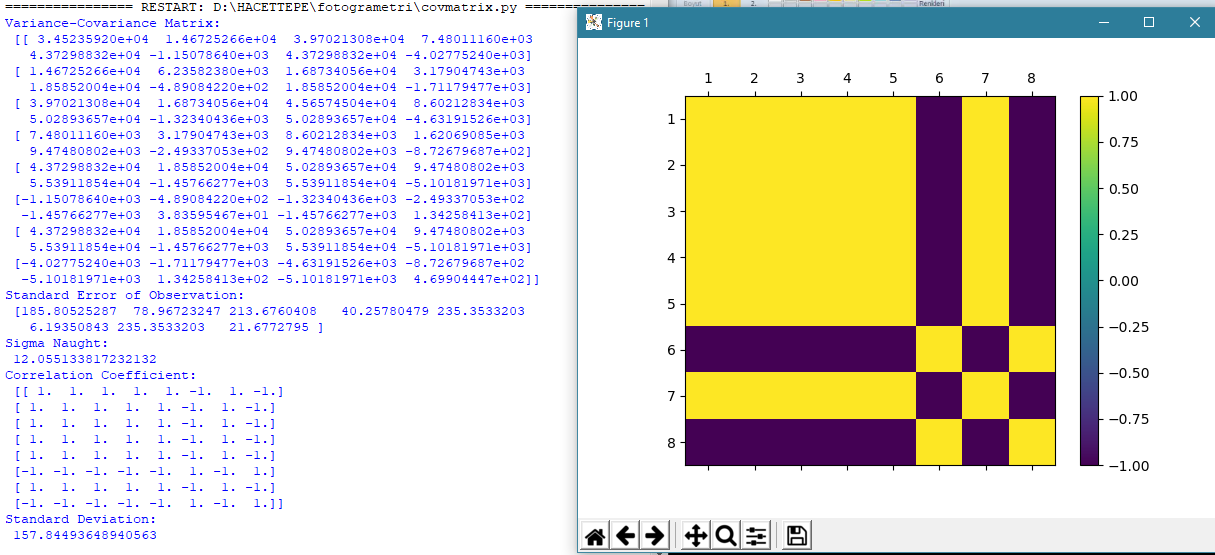 =============== RESTART: D:\HACETTEPE\fotogrametri\covmatrix.py ===============
Variance-Covariance Matrix:
[[ 3.45235920e+04  1.46725266e+04  3.97021308e+04  7.48011160e+03
4.37298832e+04 -1.15078640e+03  4.37298832e+04 -4.02775240e+03]
[ 1.46725266e+04  6.23582380e+03  1.68734056e+04  3.17904743e+03
1.85852004e+04 -4.89084220e+02  1.85852004e+04 -1.71179477e+03]
[ 3.97021308e+04  1.68734056e+04  4.56574504e+04  8.60212834e+03
5.02893657e+04 -1.32340436e+03  5.02893657e+04 -4.63191526e+03]
[ 7.48011160e+03  3.17904743e+03  8.60212834e+03  1.62069085e+03
9.47480802e+03 -2.49337053e+02  9.47480802e+03 -8.72679687e+02]
[ 4.37298832e+04  1.85852004e+04  5.02893657e+04  9.47480802e+03
5.53911854e+04 -1.45766277e+03  5.53911854e+04 -5.10181971e+03]
[-1.15078640e+03 -4.89084220e+02 -1.32340436e+03 -2.49337053e+02
-1.45766277e+03  3.83595467e+01 -1.45766277e+03  1.34258413e+02]
[ 4.37298832e+04  1.85852004e+04  5.02893657e+04  9.47480802e+03
5.53911854e+04 -1.45766277e+03  5.53911854e+04 -5.10181971e+03]
[-4.02775240e+03 -1.71179477e+03 -4.63191526e+03 -8.72679687e+02
-5.10181971e+03  1.34258413e+02 -5.10181971e+03  4.69904447e+02]]
Standard Error of Observation:
[185.80525287  78.96723247 213.6760408   40.25780479 235.3533203
6.19350843 235.3533203   21.6772795 ]
Sigma Naught:
12.055133817232132
Correlation Coefficient:
[[ 1.  1.  1.  1.  1. -1.  1. -1.]
[ 1.  1.  1.  1.  1. -1.  1. -1.]
[ 1.  1.  1.  1.  1. -1.  1. -1.]
[ 1.  1.  1.  1.  1. -1.  1. -1.]
[ 1.  1.  1.  1.  1. -1.  1. -1.]
[-1. -1. -1. -1. -1.  1. -1.  1.]
[ 1.  1.  1.  1.  1. -1.  1. -1.]
[-1. -1. -1. -1. -1.  1. -1.  1.]]
Standard Deviation:
157.84493648940563
Boyut 1. 2. Renkleri
Figure 1
1 2 3 4 5 6 7 8
1
2
3
4
5
6
7
8
1.00
0.75
0.50
0.25
0.00
−0.25
−0.50
−0.75
−1.00